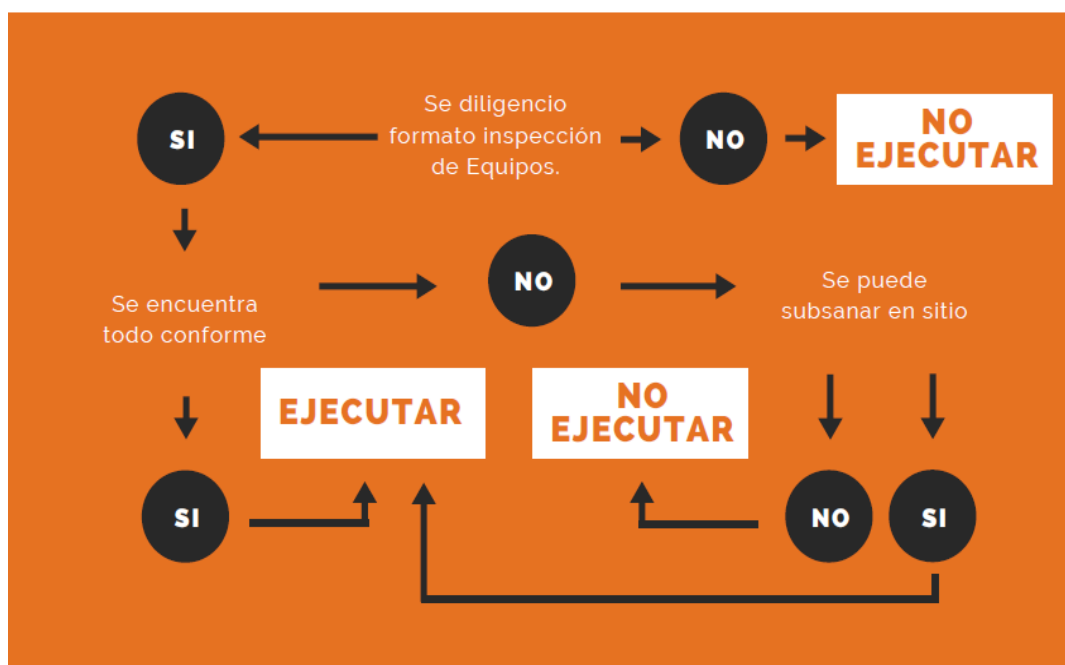 Se diligencio
formato inspección
de Equipos.
SI
NO
NO
EJECUTAR
Se encuentra
todo conforme
NO
Se puede
subsanar en sitio
EJECUTAR
NO
EJECUTAR
SI
NO
SI